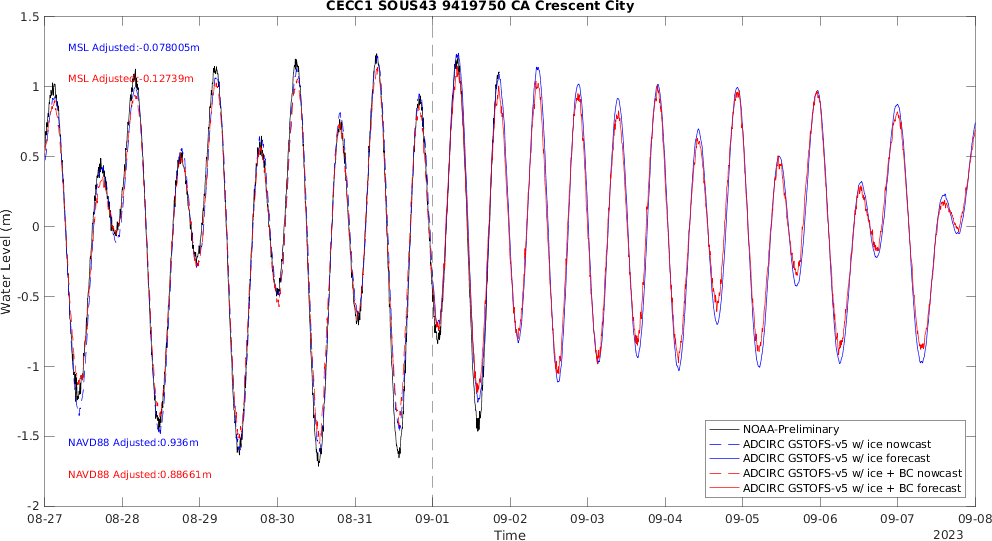 CECC1 SOUS43 9419750 CA Crescent City
1.5
1
0.5
0
-0.5
-1
-1.5
-2
Water Level (m)
MSL Adjusted:-0.078005m
MSL Adjusted:-0.12739m
NAVD88 Adjusted:0.936m
NAVD88 Adjusted:0.88661m
NOAA-Preliminary
ADCIRC GSTOFS-v5 w/ ice nowcast
ADCIRC GSTOFS-v5 w/ ice forecast
ADCIRC GSTOFS-v5 w/ ice + BC nowcast
ADCIRC GSTOFS-v5 w/ ice + BC forecast
08-27 08-28 08-29 08-30 08-31 09-01 09-02 09-03 09-04 09-05 09-06 09-07 09-08
Time
2023